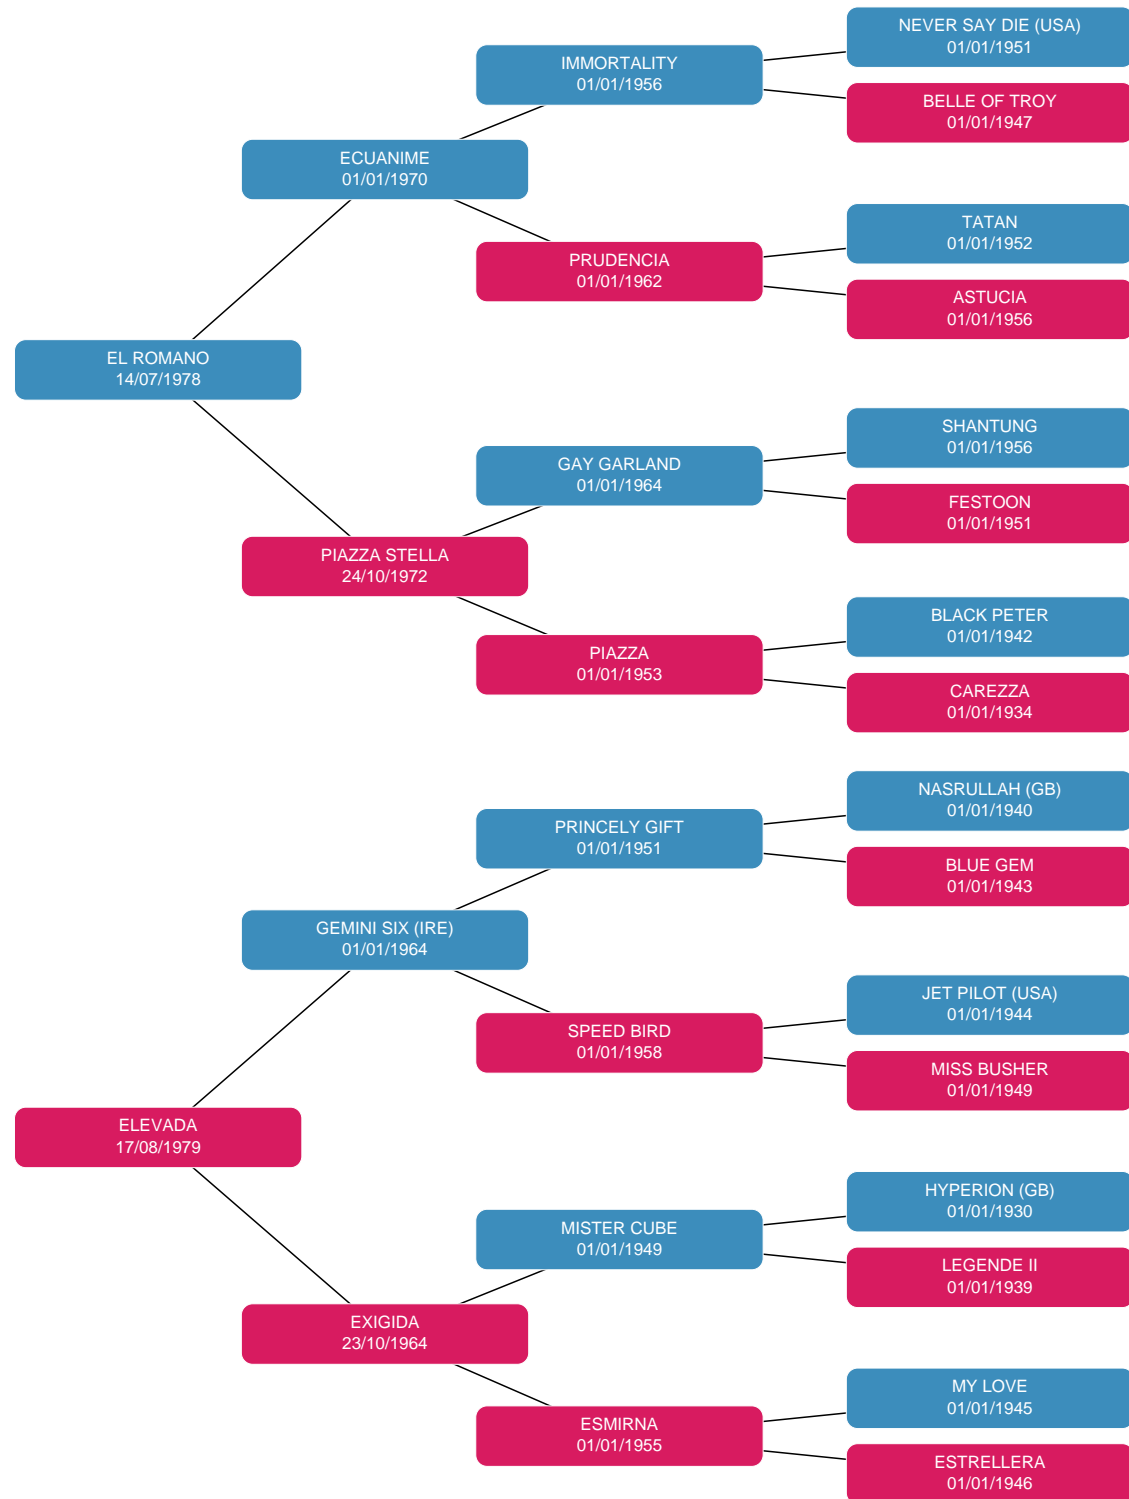 NEVER SAY DIE (USA)
01/01/1951
IMMORTALITY
01/01/1956
BELLE OF TROY
01/01/1947
ECUANIME
01/01/1970
TATAN
01/01/1952
PRUDENCIA
01/01/1962
ASTUCIA
01/01/1956
EL ROMANO
14/07/1978
SHANTUNG
01/01/1956
GAY GARLAND
01/01/1964
FESTOON
01/01/1951
PIAZZA STELLA
24/10/1972
BLACK PETER
01/01/1942
PIAZZA
01/01/1953
CAREZZA
01/01/1934
NASRULLAH (GB)
01/01/1940
PRINCELY GIFT
01/01/1951
BLUE GEM
01/01/1943
GEMINI SIX (IRE)
01/01/1964
JET PILOT (USA)
01/01/1944
SPEED BIRD
01/01/1958
MISS BUSHER
01/01/1949
ELEVADA
17/08/1979
HYPERION (GB)
01/01/1930
MISTER CUBE
01/01/1949
LEGENDE II
01/01/1939
EXIGIDA
23/10/1964
MY LOVE
01/01/1945
ESMIRNA
01/01/1955
ESTRELLERA
01/01/1946